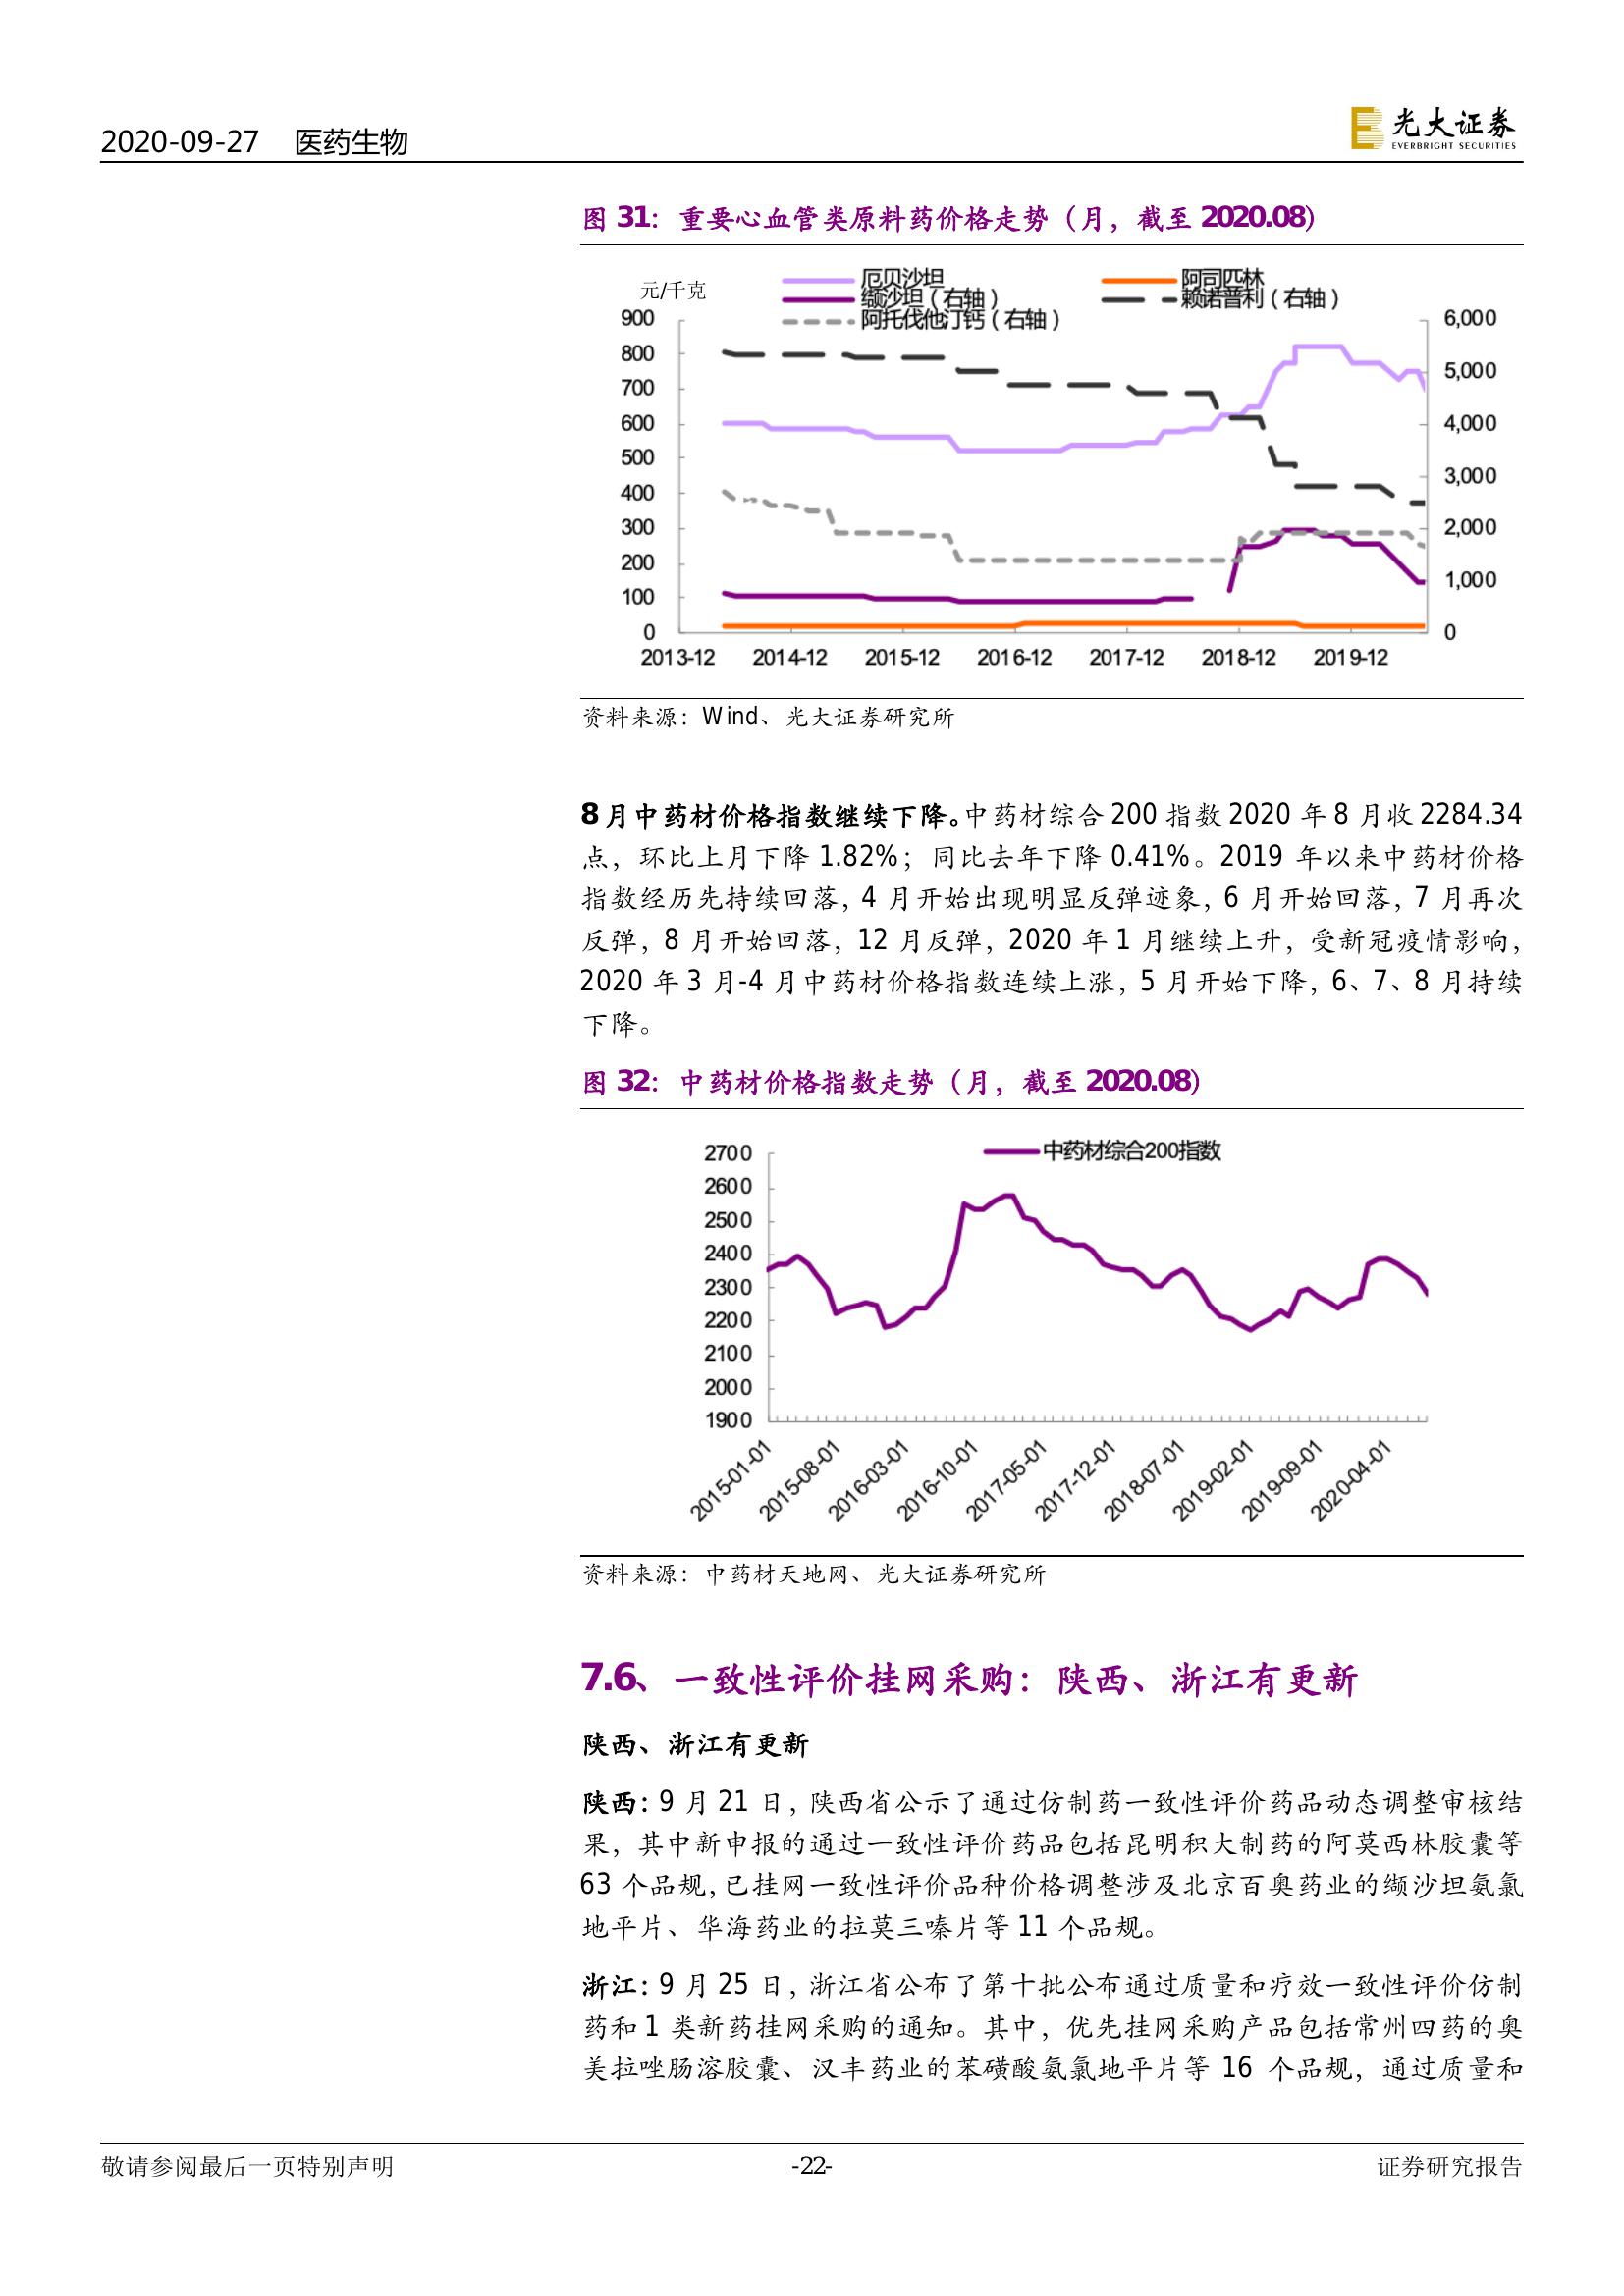 2020-09-27 医药生物
光大证券
EVERBRIGHT SECURITIES
图 31：重要心血管类原料药价格走势（月，截至 2020.08）
元/千克
厄贝沙坦
阿司匹林
缬沙坦（右轴）
赖诺普利（右轴）
阿托伐他汀钙（右轴）
900
800
700
600
500
400
300
200
100
0
6,000
5,000
4,000
3,000
2,000
1,000
0
2013-12 2014-12 2015-12 2016-12 2017-12 2018-12 2019-12
资料来源：Wind、光大证券研究所
8 月中药材价格指数继续下降。中药材综合 200 指数 2020 年 8 月收 2284.34
点，环比上月下降 1.82%；同比去年下降 0.41%。2019 年以来中药材价格
指数经历先持续回落，4 月开始出现明显反弹迹象，6 月开始回落，7 月再次
反弹，8 月开始回落，12 月反弹，2020 年 1 月继续上升，受新冠疫情影响，
2020 年 3 月-4 月中药材价格指数连续上涨，5 月开始下降，6、7、8 月持续
下降。
图 32：中药材价格指数走势（月，截至 2020.08）
中药材综合200指数
2700
2600
2500
2400
2300
2200
2100
2000
1900
2015-01-01 2015-08-01 2016-03-01 2016-10-01 2017-05-01 2017-12-01 2018-07-01 2019-02-01 2019-09-01 2020-04-01
资料来源：中药材天地网、光大证券研究所
7.6、一致性评价挂网采购：陕西、浙江有更新
陕西、浙江有更新
陕西：9 月 21 日，陕西省公示了通过仿制药一致性评价药品动态调整审核结
果，其中新申报的通过一致性评价药品包括昆明积大制药的阿莫西林胶囊等
63 个品规，已挂网一致性评价品种价格调整涉及北京百奥药业的缬沙坦氨氯
地平片、华海药业的拉莫三嗪片等 11 个品规。
浙江：9 月 25 日，浙江省公布了第十批公布通过质量和疗效一致性评价仿制
药和 1 类新药挂网采购的通知。其中，优先挂网采购产品包括常州四药的奥
美拉唑肠溶胶囊、汉丰药业的苯磺酸氨氯地平片等 16 个品规，通过质量和
敬请参阅最后一页特别声明 -22- 证券研究报告